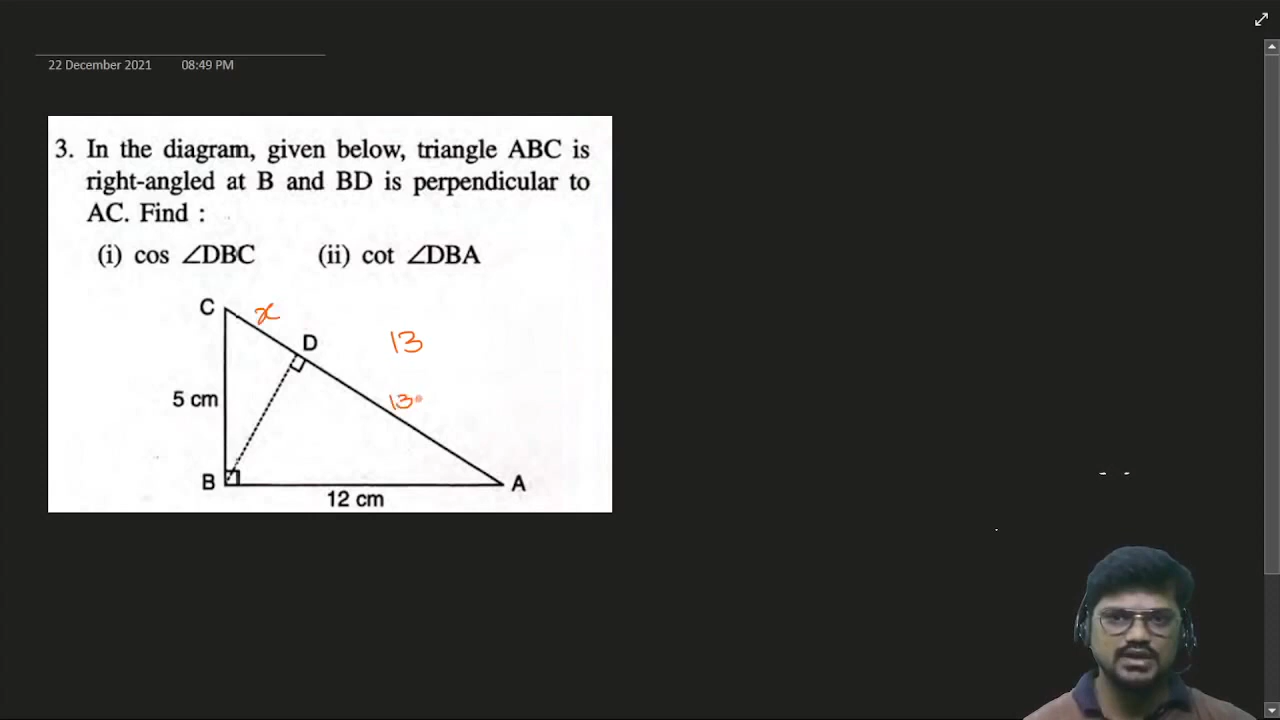 22 December 2021 08:49 PM
3. In the diagram, given below, triangle ABC is
right-angled at B and BD is perpendicular to
AC. Find :
(i) cos ∠DBC (ii) cot ∠DBA
C x
D 13
5 cm 13
B A
12 cm